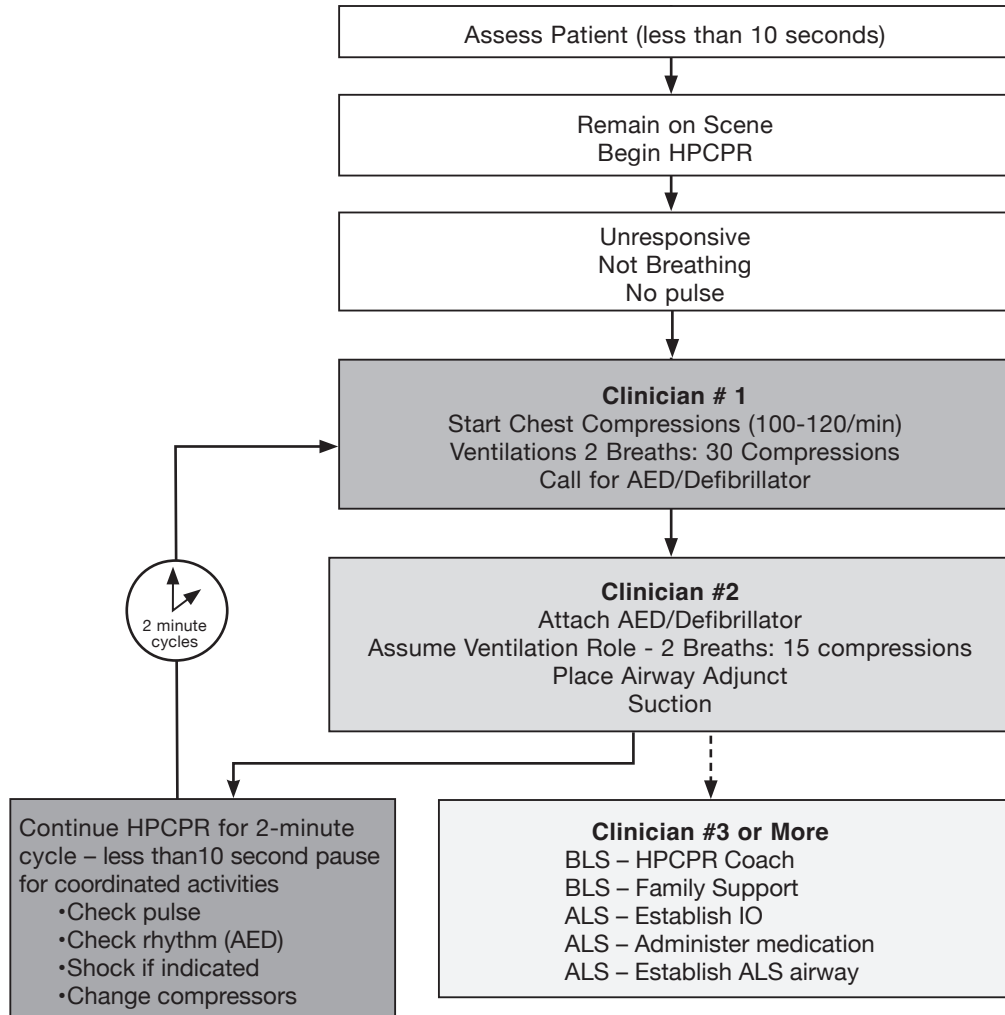 Assess Patient (less than 10 seconds)
Remain on Scene
Begin HPCPR
Unresponsive
Not Breathing
No pulse
Clinician # 1
Start Chest Compressions (100-120/min)
Ventilations 2 Breaths: 30 Compressions
Call for AED/Defibrillator
Clinician #2
Attach AED/Defibrillator
Assume Ventilation Role - 2 Breaths: 15 compressions
Place Airway Adjunct
Suction
2 minute
cycles
Continue HPCPR for 2-minute
cycle – less than10 second pause
for coordinated activities
•Check pulse
•Check rhythm (AED)
•Shock if indicated
•Change compressors
Clinician #3 or More
BLS – HPCPR Coach
BLS – Family Support
ALS – Establish IO
ALS – Administer medication
ALS – Establish ALS airway